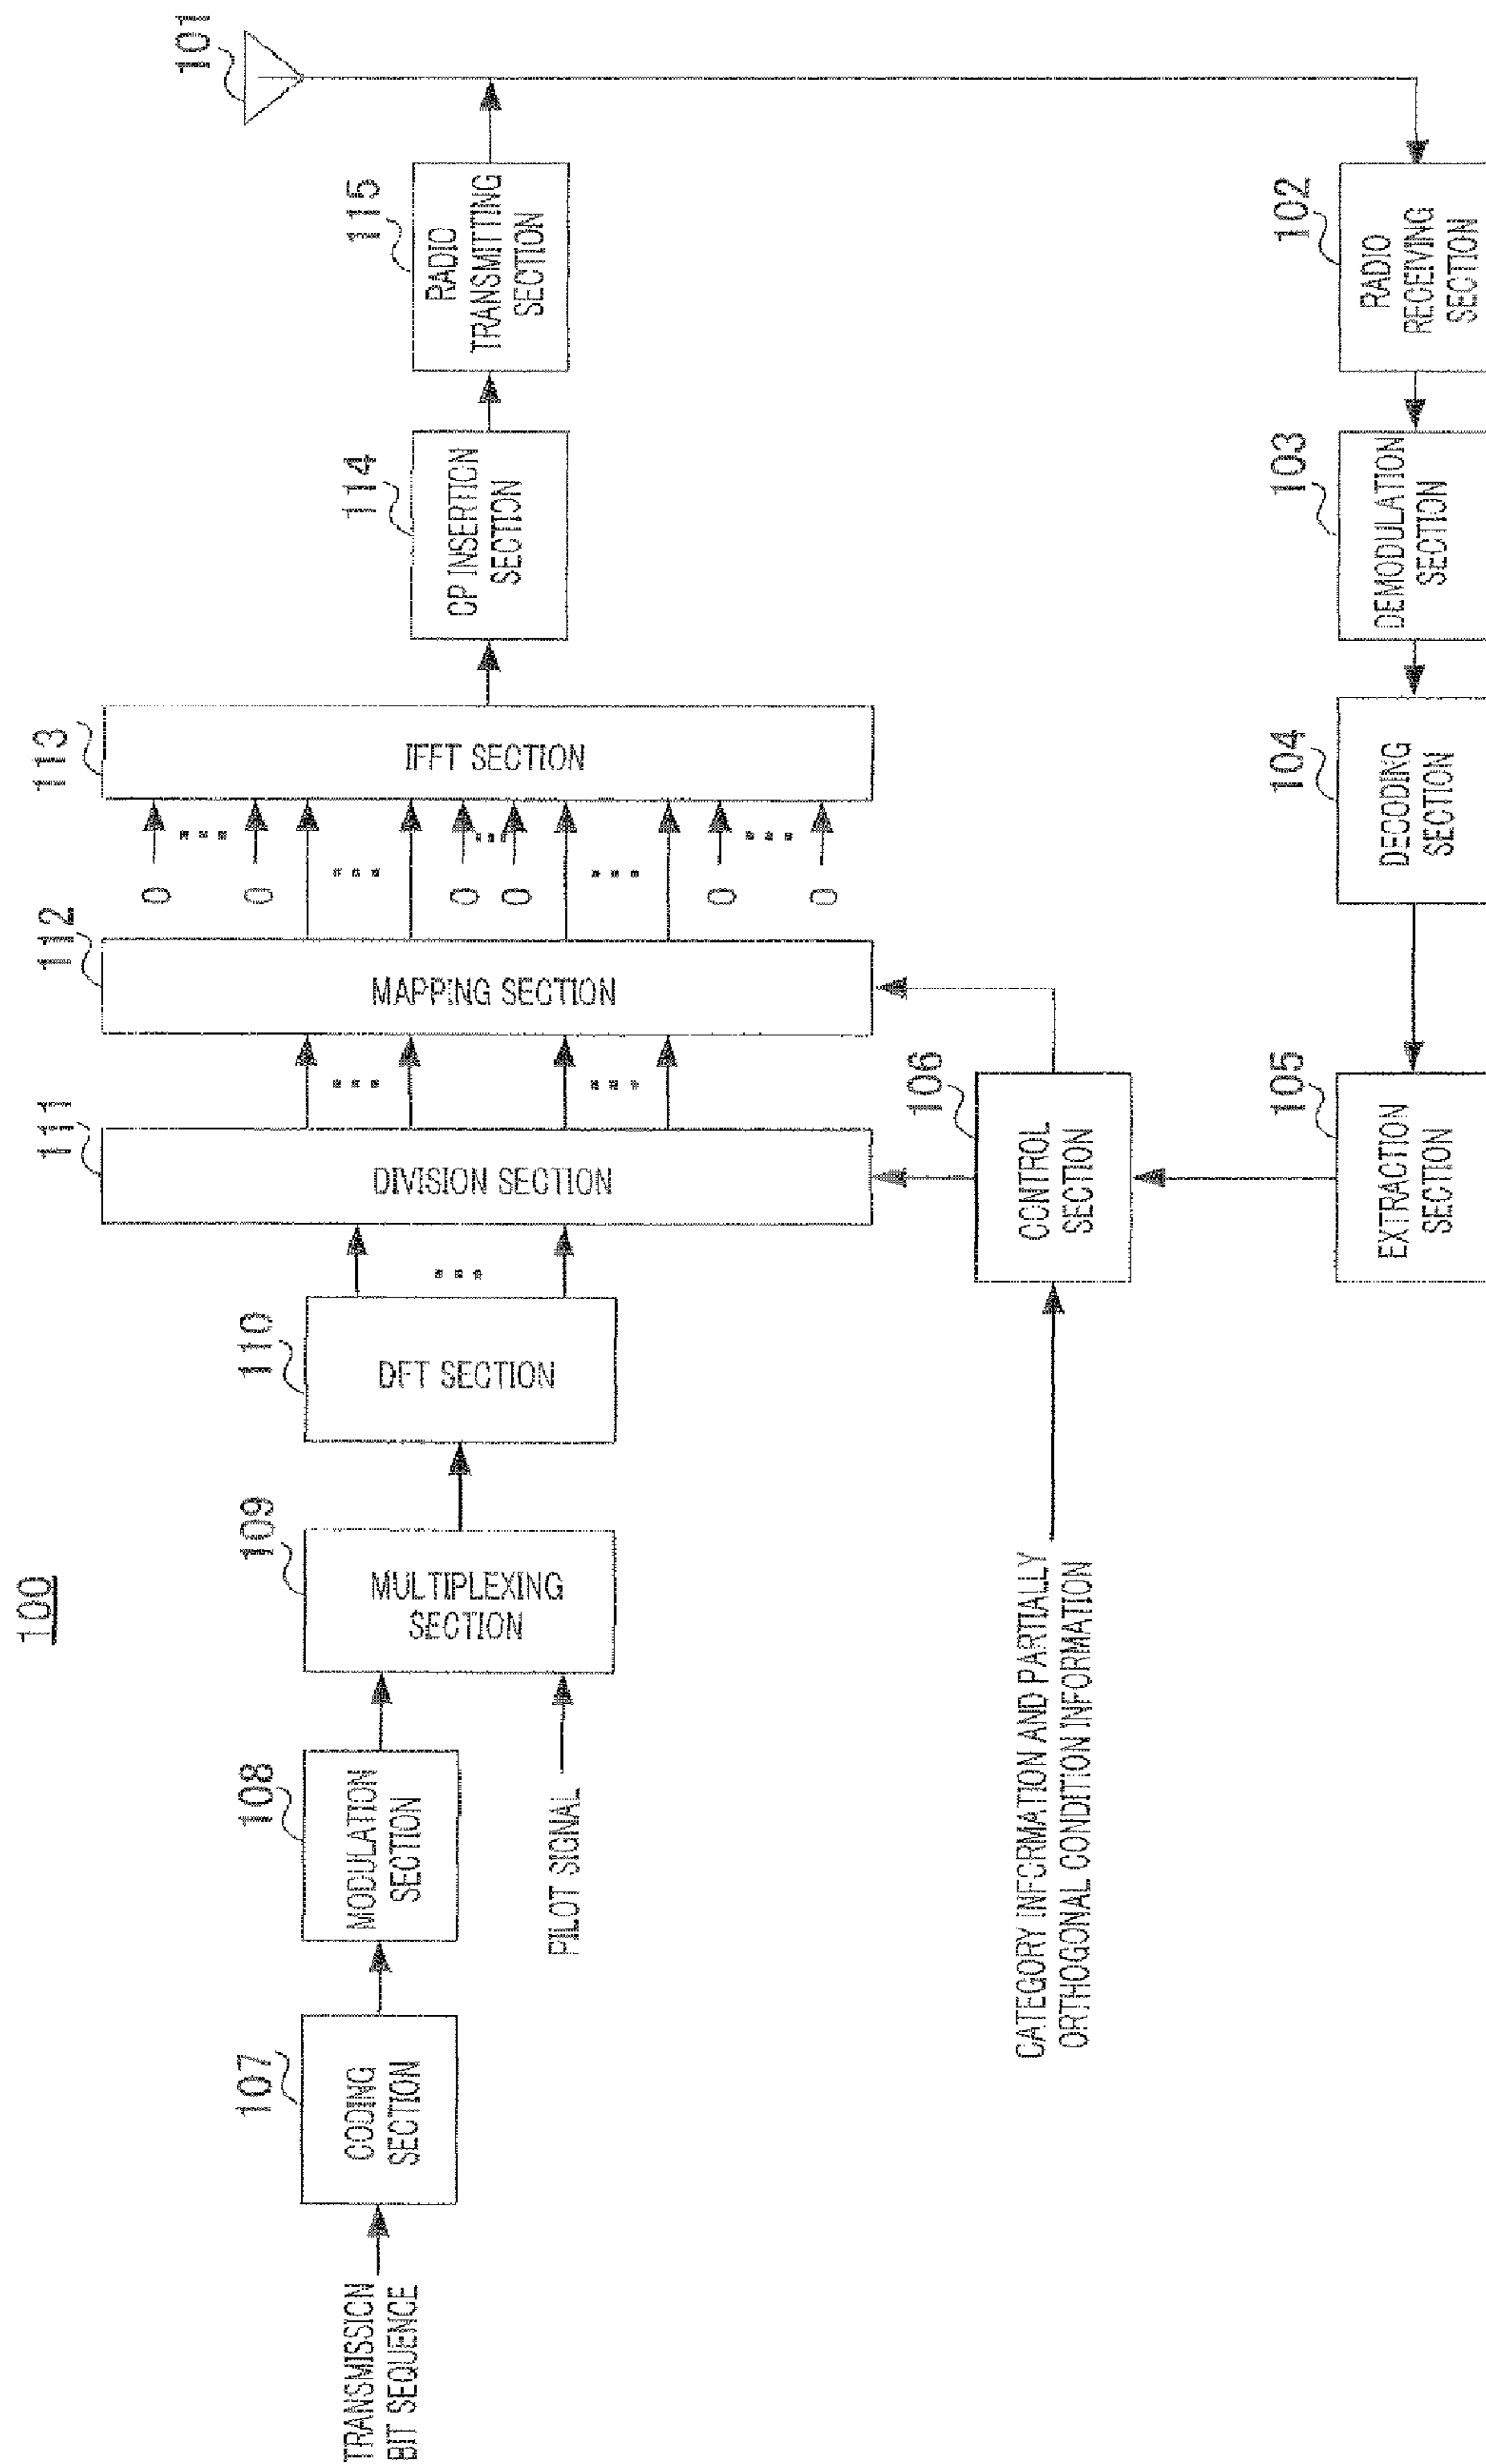 100
TRANSMISSION
BIT SEQUENCE
107
CODING
SECTION
108
MODULATION
SECTION
PILOT SIGNAL
109
MULTIPLEXING
SECTION
110
DFT SECTION
...
111
DIVISION SECTION
...
...
112
MAPPING SECTION
0
...
0
...
0
...
0
...
0
...
0
113
IFFT SECTION
114
CP INSERTION
SECTION
115
RADIO
TRANSMITTING
SECTION
101
CATEGORY INFORMATION AND PARTIALLY
ORTHOGONAL CONDITION INFORMATION
106
CONTROL
SECTION
105
EXTRACTION
SECTION
104
DECODING
SECTION
103
DEMODULATION
SECTION
102
RADIO
RECEIVING
SECTION